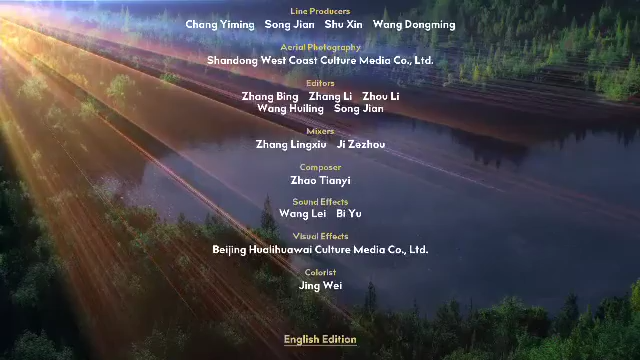 Line Producers
Chang Yiming Song Jian Shu Xin Wang Dongming
Aerial Photography
Shandong West Coast Culture Media Co., Ltd.
Editors
Zhang Bing Zhang Li Zhou Li
Wang Huiling Song Jian
Mixers
Zhang Lingxiu Ji Zezhou
Composer
Zhao Tianyi
Sound Effects
Wang Lei Bi Yu
Visual Effects
Beijing Hualihuawai Culture Media Co., Ltd.
Colorist
Jing Wei
English Edition